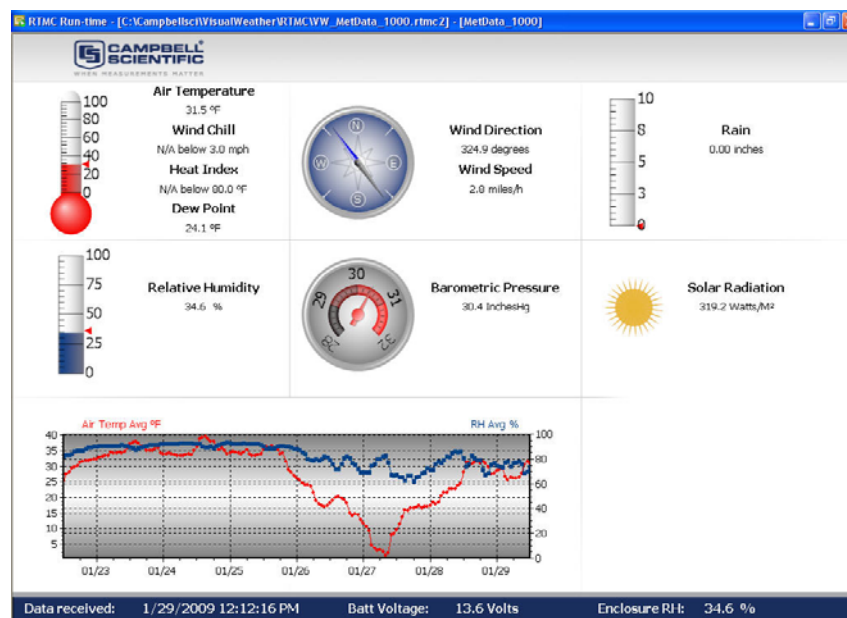 RTMC Run-time - [C:\Campbellsci\VisualWeather\RTMC\VW_MetData_1000.rtmc2] - [MetData_1000]
CAMPBELL
SCIENTIFIC
WHEN MEASUREMENTS MATTER
100
80
60
40
20
0
Air Temperature
31.5 ºF
Wind Chill
N/A below 3.0 mph
Heat Index
N/A below 80.0 ºF
Dew Point
24.1 ºF
N
W
E
S
Wind Direction
324.9 degrees
Wind Speed
2.8 miles/h
10
8
5
3
0
Rain
0.00 inches
100
75
50
25
0
Relative Humidity
34.6 %
28
29
30
31
32
Barometric Pressure
30.4 InchesHg
Solar Radiation
319.2 Watts/M²
Air Temp Avg ºF
RH Avg %
40
35
30
25
20
15
10
5
100
80
60
40
20
0
01/23 01/24 01/25 01/26 01/27 01/28 01/29
Data received: 1/29/2009 12:12:16 PM Batt Voltage: 13.6 Volts Enclosure RH: 34.6 %